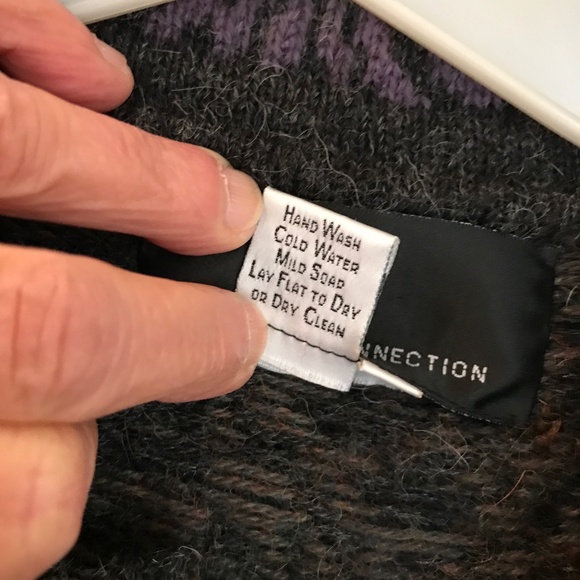 HAND WASH
COLD WATER
MILD SOAP
LAY FLAT TO DRY
OR DRY CLEAN
NNECTION